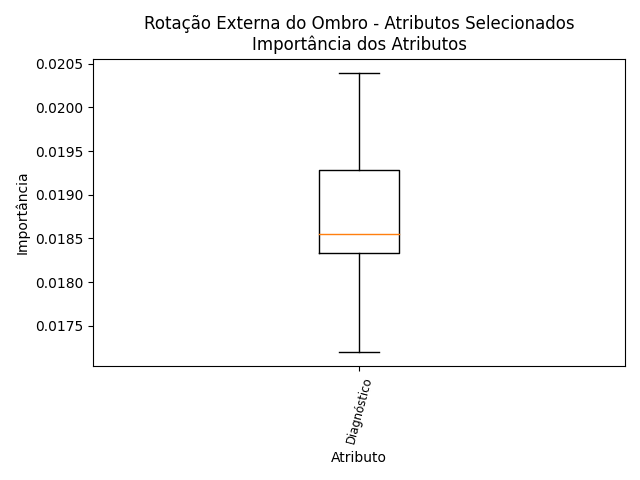 Rotação Externa do Ombro - Atributos Selecionados
Importância dos Atributos
0.0205
0.0200
0.0195
0.0190
0.0185
0.0180
0.0175
Importância
Diagnóstico
Atributo